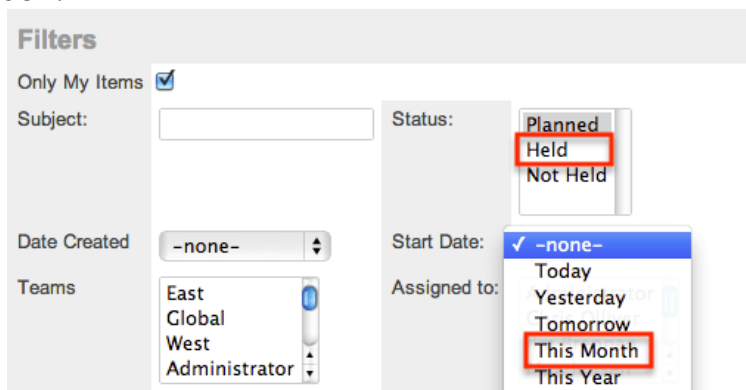 Filters
Only My Items
Subject:
Status:
Planned
Held
Not Held
Date Created
-none-
Start Date:
✓ -none-
Today
Yesterday
Tomorrow
This Month
This Year
Teams
East
Global
West
Administrator
Assigned to: